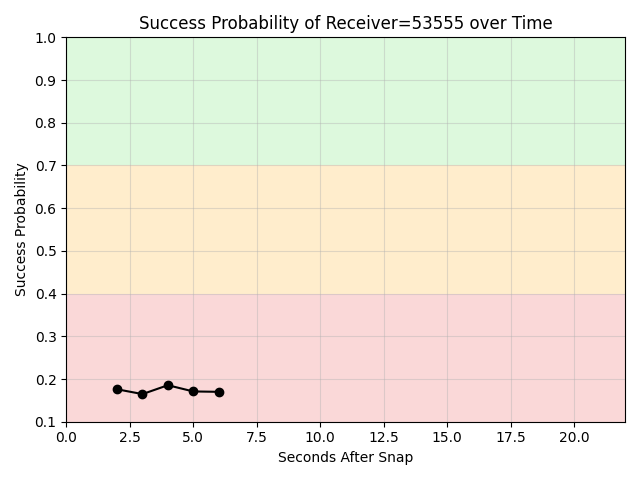 Success Probability of Receiver=53555 over Time
1.0
0.9
0.8
0.7
0.6
0.5
0.4
0.3
0.2
0.1
Success Probability
0.0 2.5 5.0 7.5 10.0 12.5 15.0 17.5 20.0
Seconds After Snap